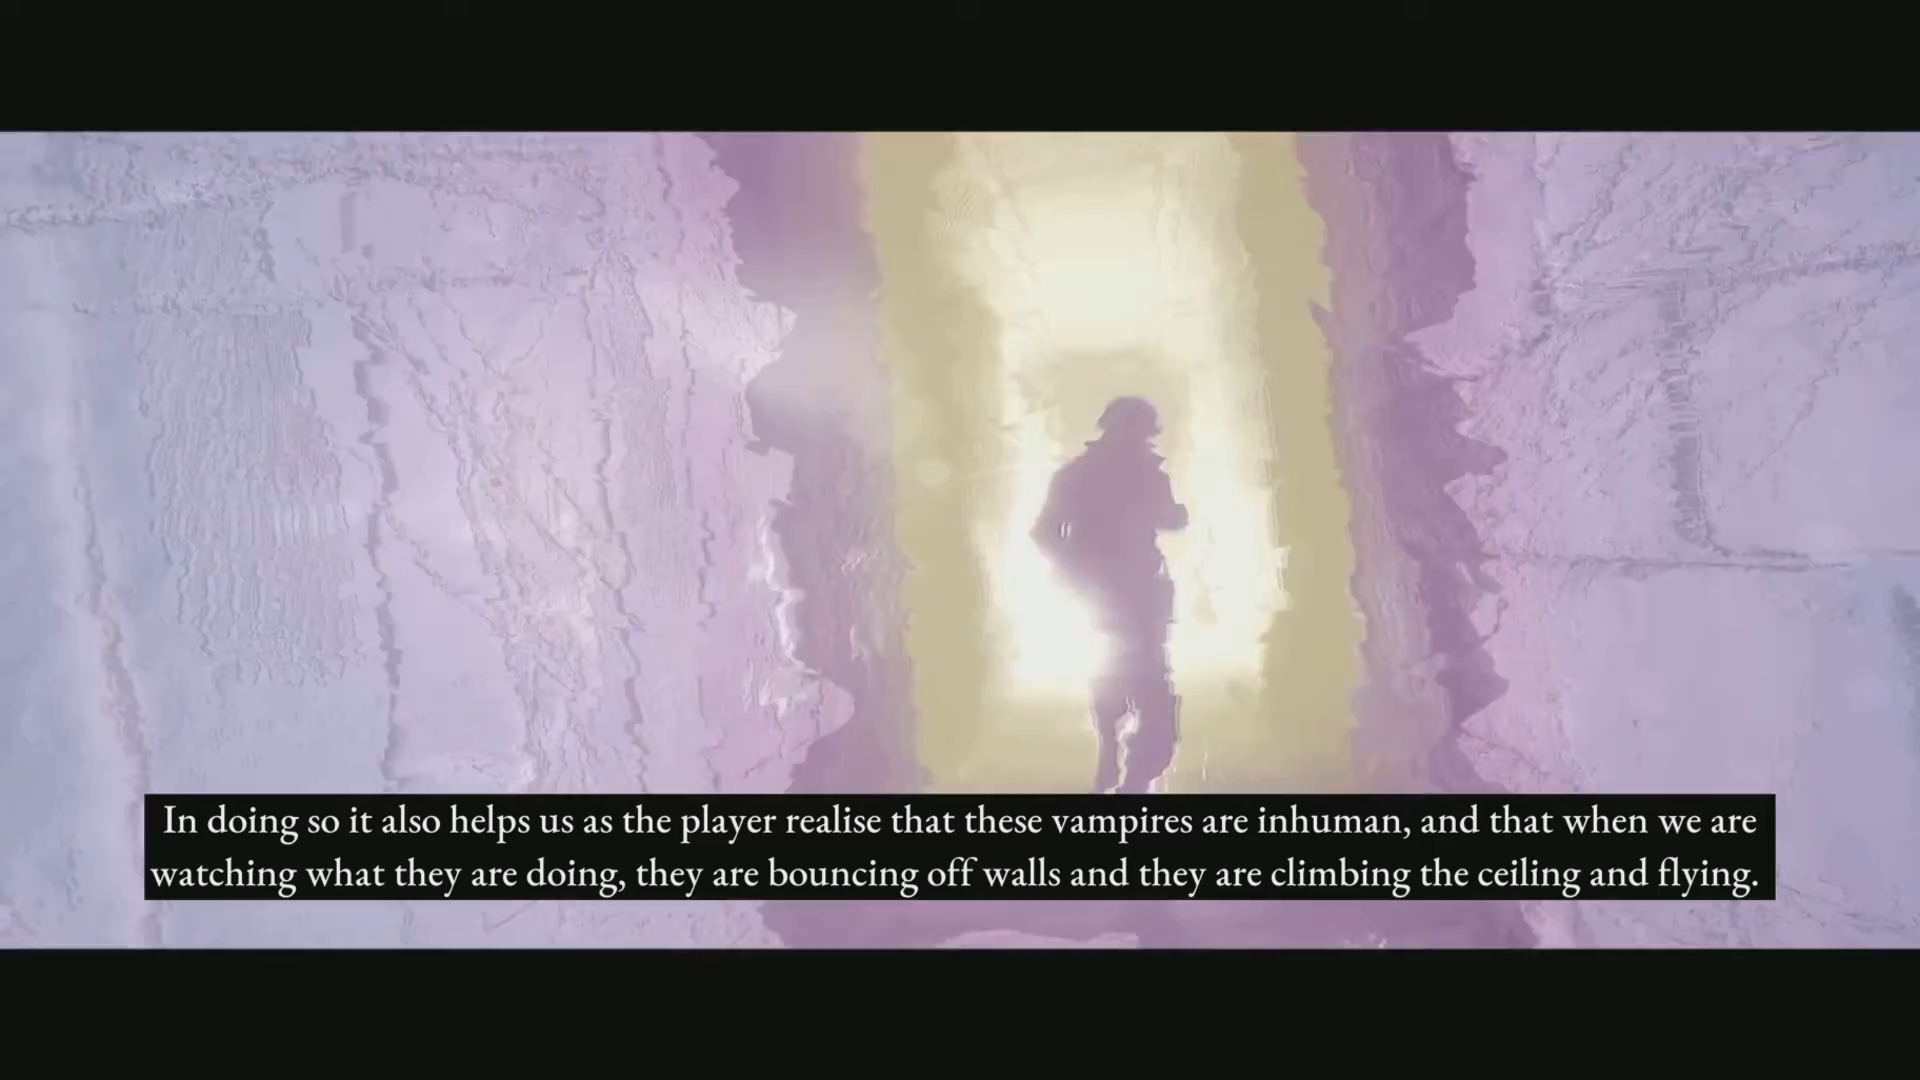 In doing so it also helps us as the player realise that these vampires are inhuman, and that when we are
watching what they are doing, they are bouncing off walls and they are climbing the ceiling and flying.